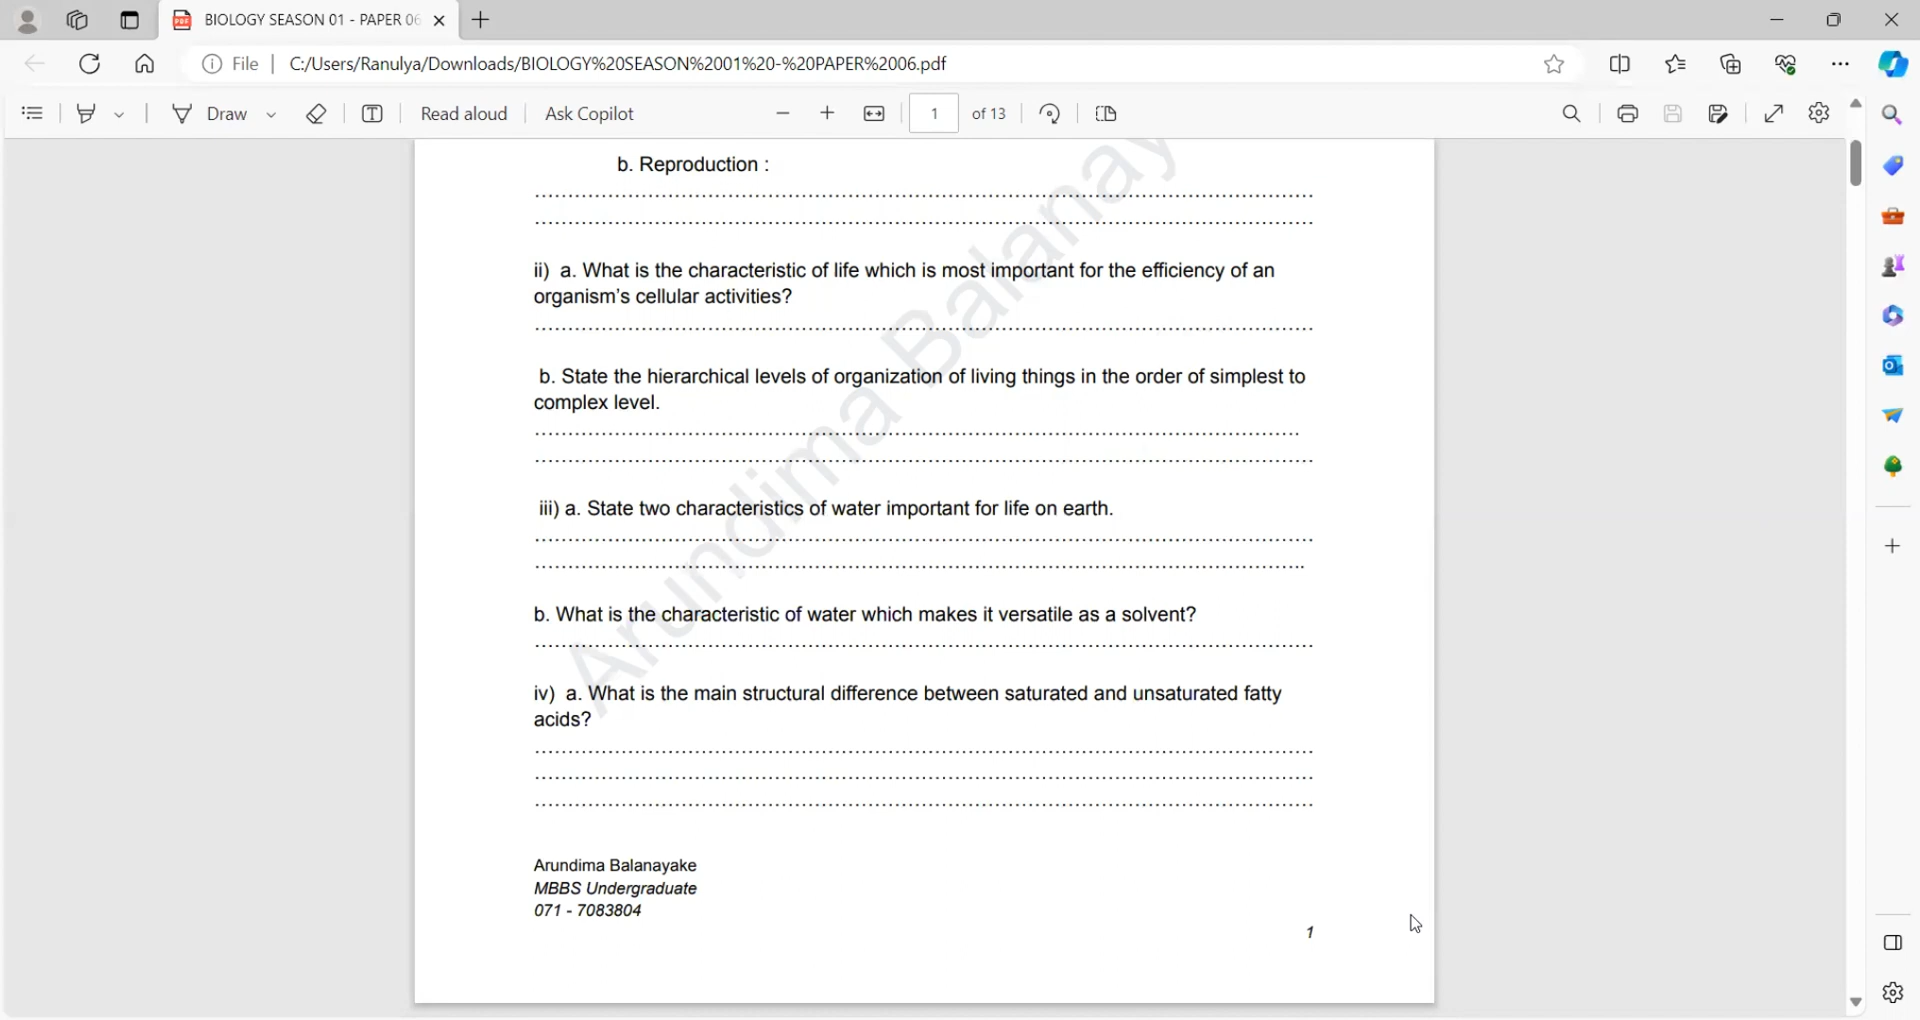 BIOLOGY SEASON 01 - PAPER 06
File
C:/Users/Ranulya/Downloads/BIOLOGY%20SEASON%2001%20-%20PAPER%2006.pdf
Draw
Read aloud
Ask Copilot
1 of 13
b. Reproduction :
ii) a. What is the characteristic of life which is most important for the efficiency of an
organism's cellular activities?
b. State the hierarchical levels of organization of living things in the order of simplest to
complex level.
iii) a. State two characteristics of water important for life on earth.
b. What is the characteristic of water which makes it versatile as a solvent?
iv) a. What is the main structural difference between saturated and unsaturated fatty
acids?
Arundima Balanay
Arundima Balanayake
MBBS Undergraduate
071 - 7083804
1